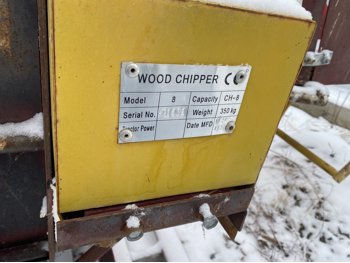 WOOD CHIPPER CE
Model 8 Capacity CH-8
Serial No. Weight 350 kg
Tractor Power Date MFD